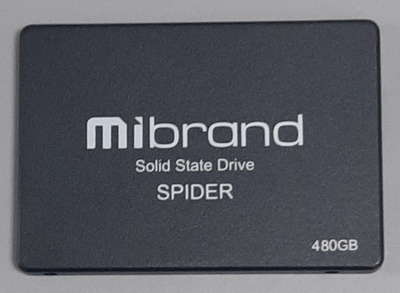 mibrand
Solid State Drive
SPIDER
480GB